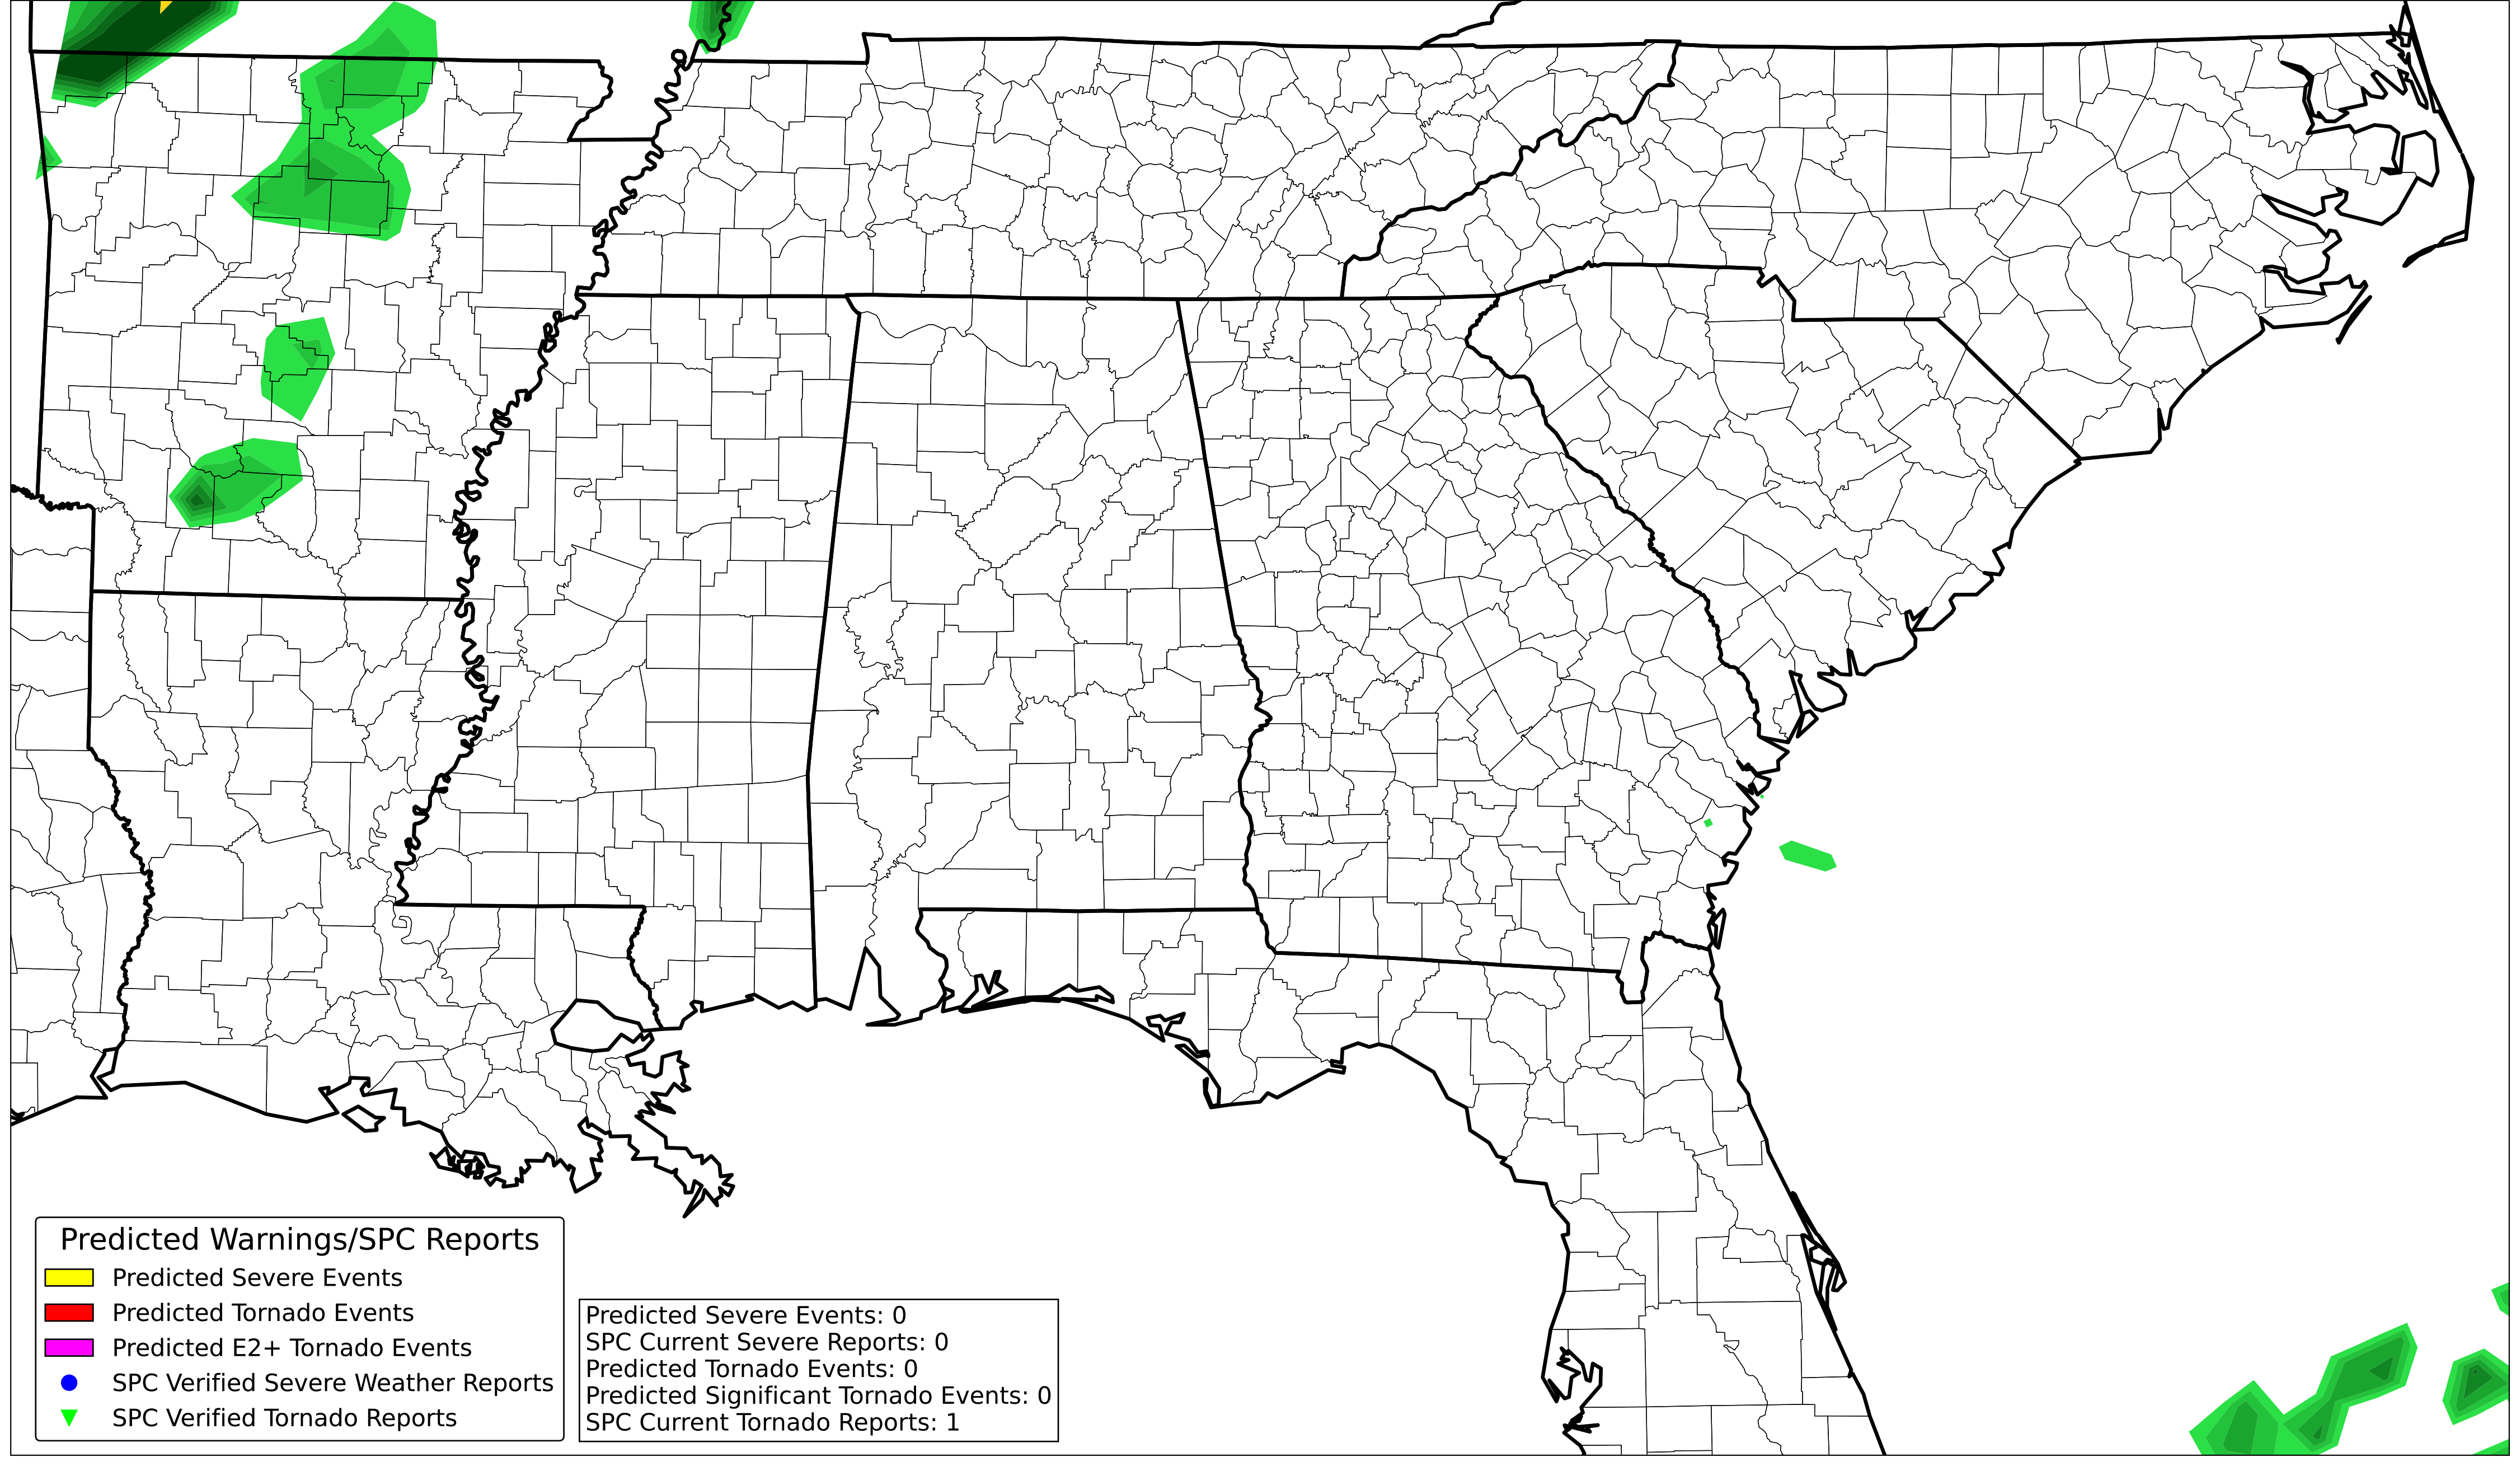 Predicted Warnings/SPC Reports
Predicted Severe Events
Predicted Tornado Events
Predicted E2+ Tornado Events
SPC Verified Severe Weather Reports
SPC Verified Tornado Reports
Predicted Severe Events: 0
SPC Current Severe Reports: 0
Predicted Tornado Events: 0
Predicted Significant Tornado Events: 0
SPC Current Tornado Reports: 1